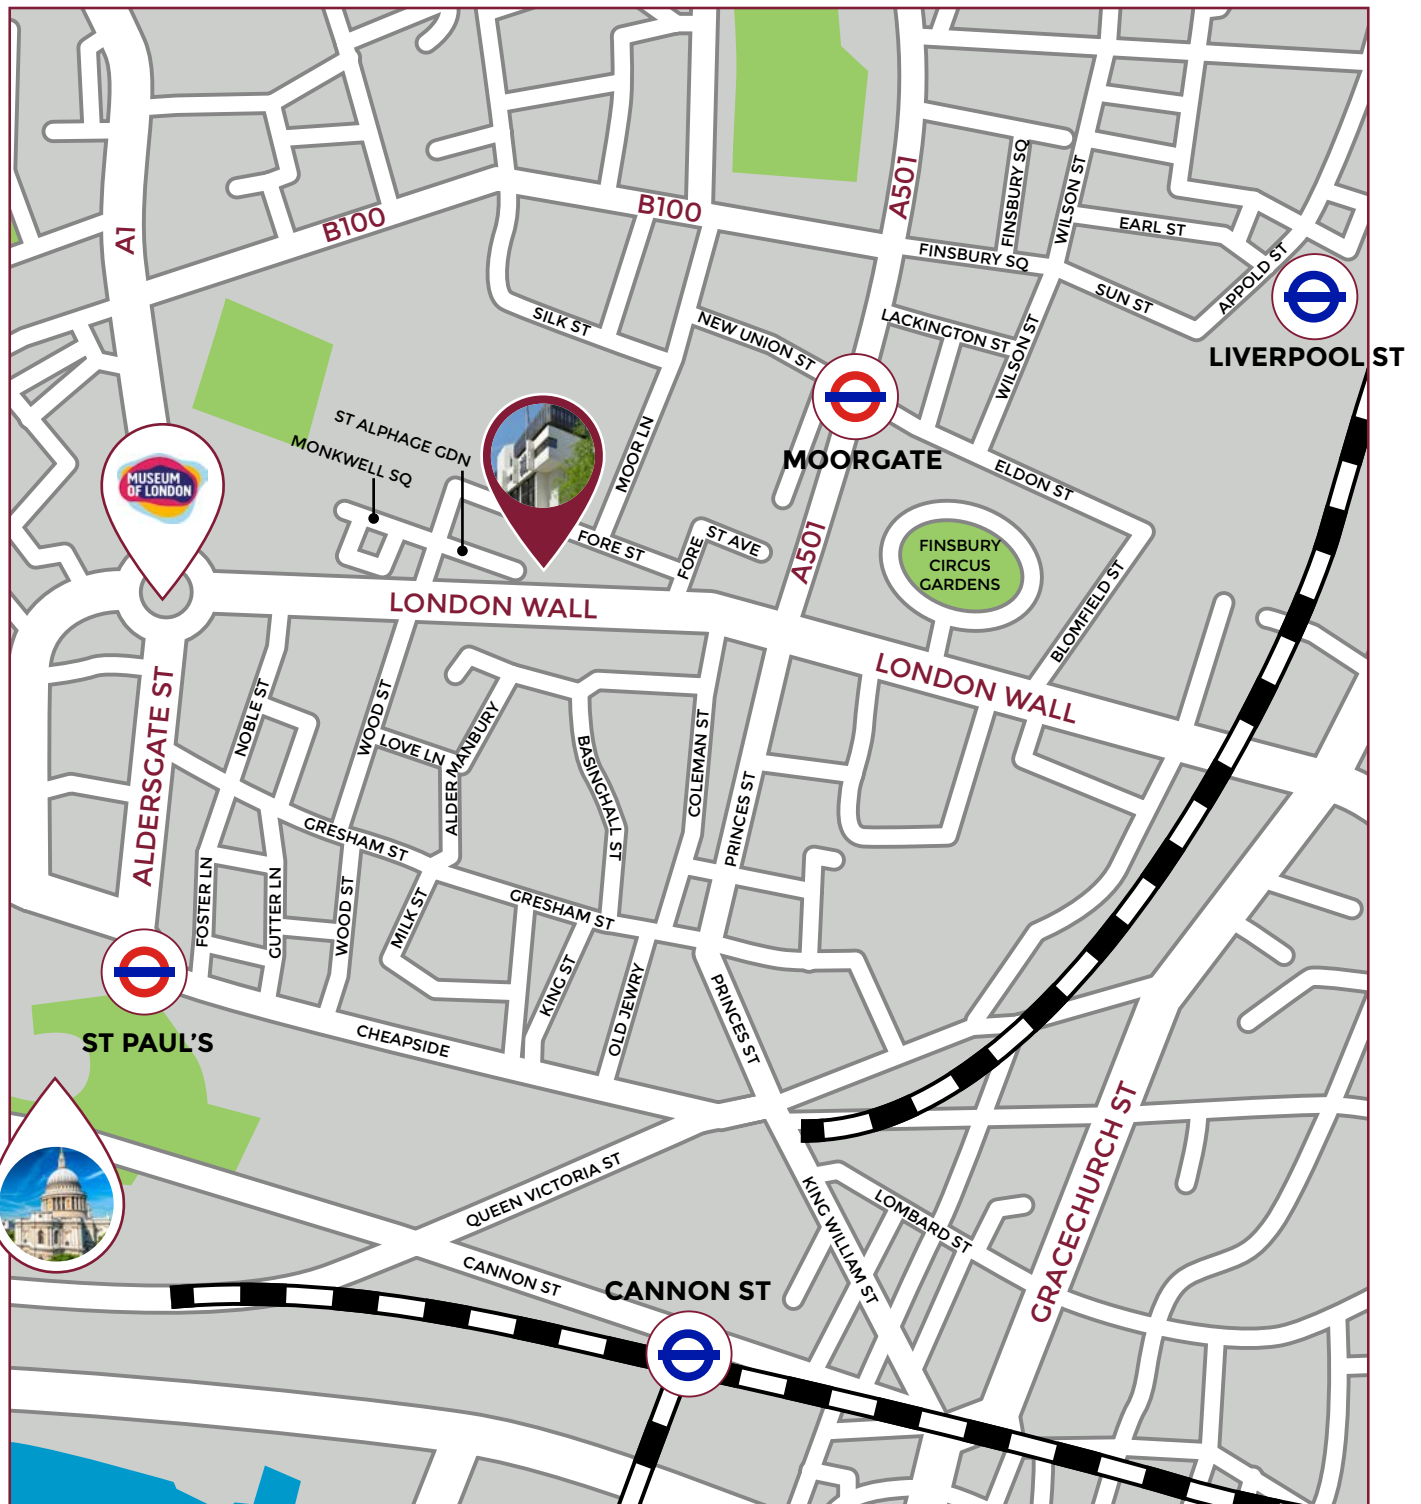 A1
B100
B100
A501
FINSBURY SQ
WILSON ST
EARL ST
FINSBURY SQ
APPOLD ST
SUN ST
SILK ST
NEW UNION ST
LACKINGTON ST
WILSON ST
LIVERPOOL ST
MOORGATE
ST ALPHAGE GDN
MONKWELL SQ
MOOR LN
ELDON ST
MUSEUM
OF LONDON
FORE ST
FORE
ST AVE
A501
FINSBURY
CIRCUS
GARDENS
BLOMFIELD ST
LONDON WALL
LONDON WALL
ALDERSGATE ST
NOBLE ST
WOOD ST
LOVE LN
ALDER MANBURY
BASINGHALL ST
COLEMAN ST
PRINCES ST
GRESHAM ST
FOSTER LN
GUTTER LN
WOOD ST
MILK ST
GRESHAM ST
KING ST
OLD JEWRY
PRINCES ST
ST PAUL'S
CHEAPSIDE
QUEEN VICTORIA ST
KING WILLIAM ST
LOMBARD ST
GRACECHURCH ST
CANNON ST
CANNON ST